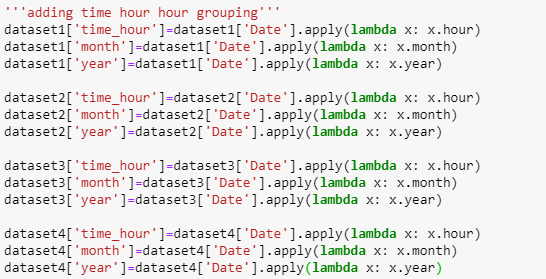 '''adding time hour hour grouping'''
dataset1['time_hour']=dataset1['Date'].apply(lambda x: x.hour)
dataset1['month']=dataset1['Date'].apply(lambda x: x.month)
dataset1['year']=dataset1['Date'].apply(lambda x: x.year)

dataset2['time_hour']=dataset2['Date'].apply(lambda x: x.hour)
dataset2['month']=dataset2['Date'].apply(lambda x: x.month)
dataset2['year']=dataset2['Date'].apply(lambda x: x.year)

dataset3['time_hour']=dataset3['Date'].apply(lambda x: x.hour)
dataset3['month']=dataset3['Date'].apply(lambda x: x.month)
dataset3['year']=dataset3['Date'].apply(lambda x: x.year)

dataset4['time_hour']=dataset4['Date'].apply(lambda x: x.hour)
dataset4['month']=dataset4['Date'].apply(lambda x: x.month)
dataset4['year']=dataset4['Date'].apply(lambda x: x.year)